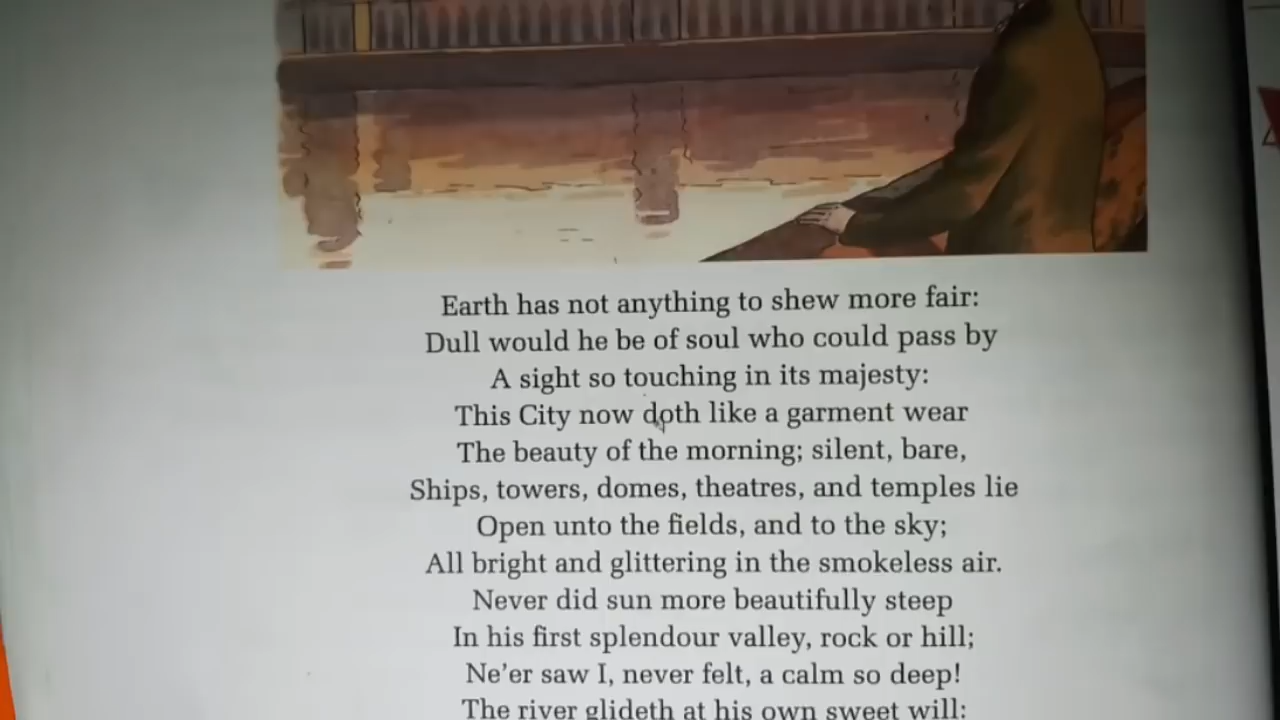 Earth has not anything to shew more fair:
Dull would he be of soul who could pass by
A sight so touching in its majesty:
This City now doth like a garment wear
The beauty of the morning; silent, bare,
Ships, towers, domes, theatres, and temples lie
Open unto the fields, and to the sky;
All bright and glittering in the smokeless air.
Never did sun more beautifully steep
In his first splendour valley, rock or hill;
Ne'er saw I, never felt, a calm so deep!
The river glideth at his own sweet will: